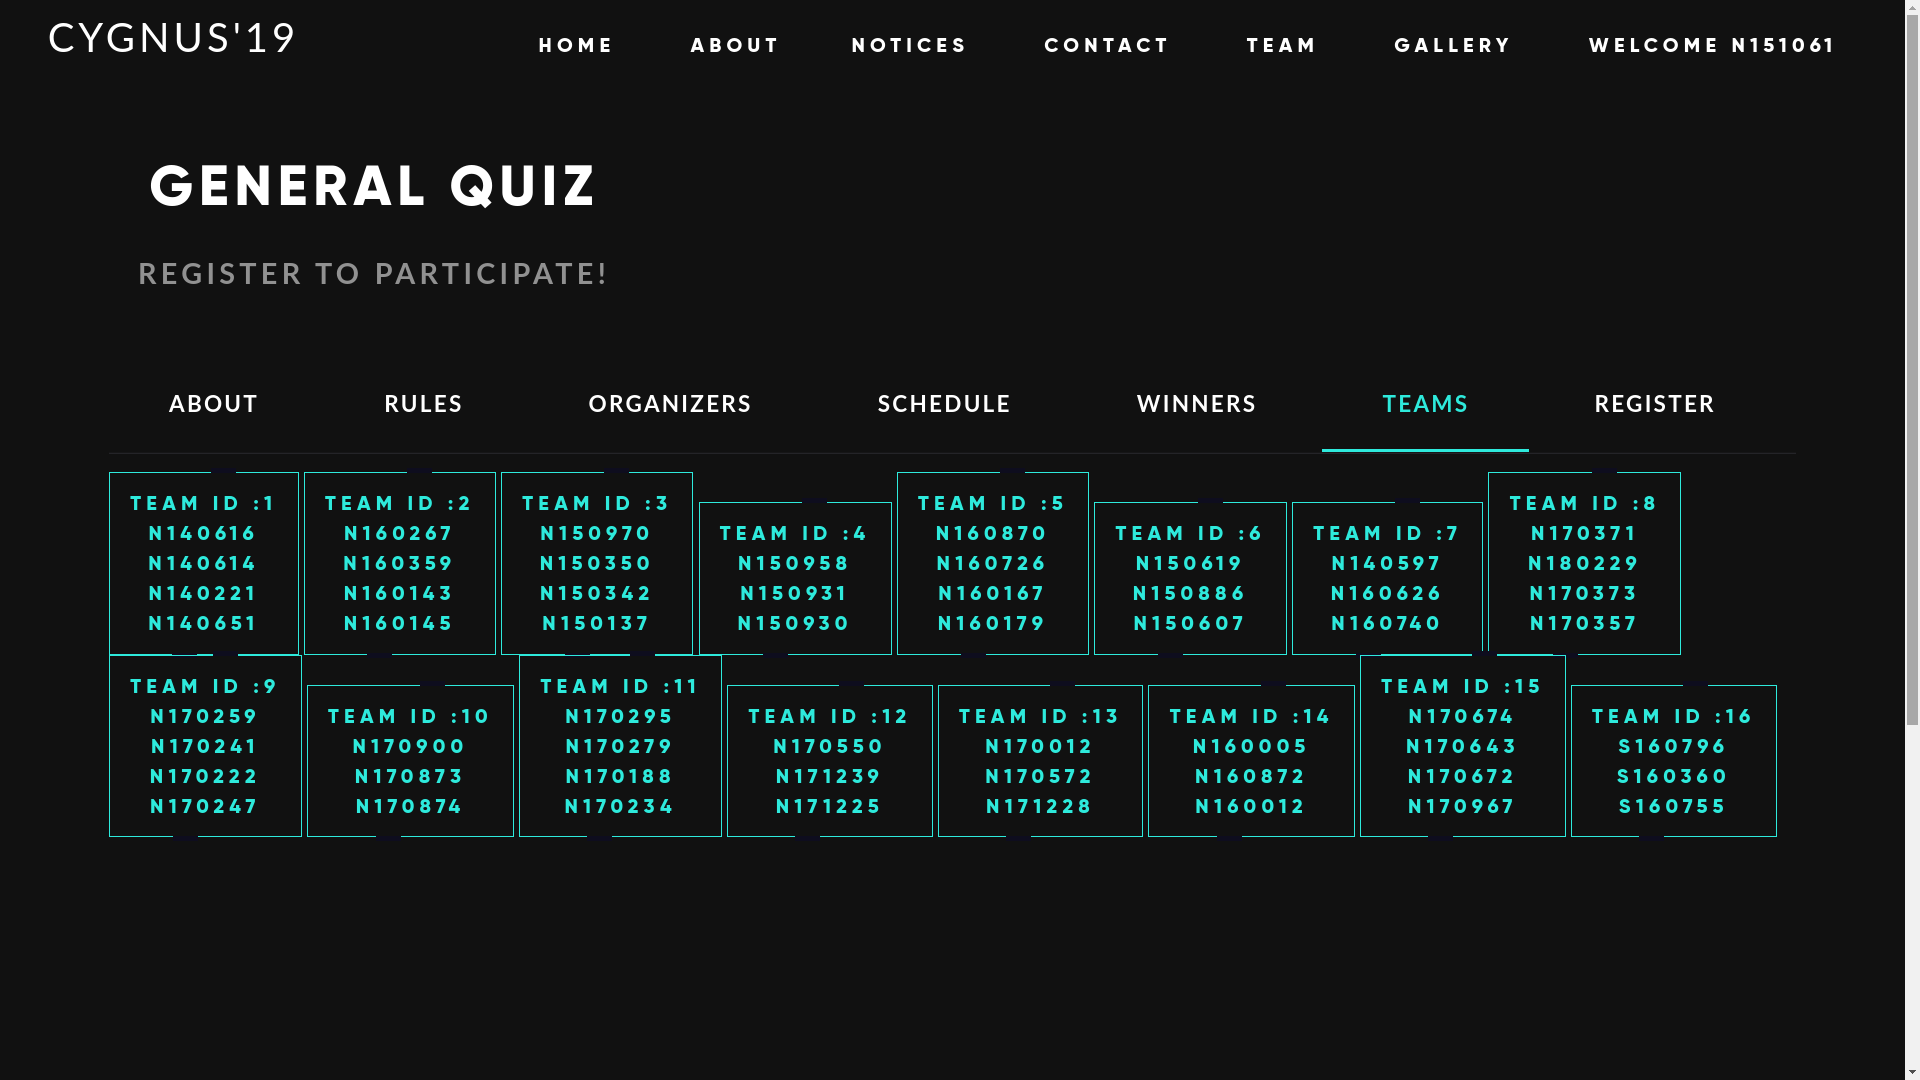 CYGNUS'19
HOME ABOUT NOTICES CONTACT TEAM GALLERY WELCOME N151061
GENERAL QUIZ
REGISTER TO PARTICIPATE!
ABOUT RULES ORGANIZERS SCHEDULE WINNERS TEAMS REGISTER
TEAM ID :1
N140616
N140614
N140221
N140651
TEAM ID :2
N160267
N160359
N160143
N160145
TEAM ID :3
N150970
N150350
N150342
N150137
TEAM ID :4
N150958
N150931
N150930
TEAM ID :5
N160870
N160726
N160167
N160179
TEAM ID :6
N150619
N150886
N150607
TEAM ID :7
N140597
N160626
N160740
TEAM ID :8
N170371
N180229
N170373
N170357
TEAM ID :9
N170259
N170241
N170222
N170247
TEAM ID :10
N170900
N170873
N170874
TEAM ID :11
N170295
N170279
N170188
N170234
TEAM ID :12
N170550
N171239
N171225
TEAM ID :13
N170012
N170572
N171228
TEAM ID :14
N160005
N160872
N160012
TEAM ID :15
N170674
N170643
N170672
N170967
TEAM ID :16
S160796
S160360
S160755